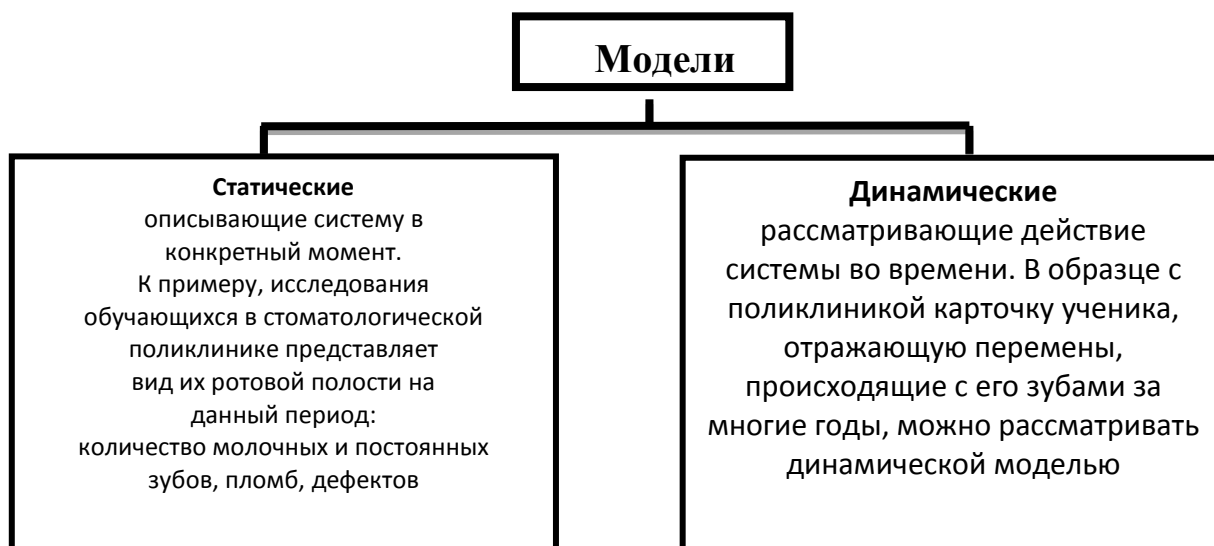 Модели
Статические
описывающие систему в
конкретный момент.
К примеру, исследования
обучающихся в стоматологической
поликлинике представляет
вид их ротовой полости на
данный период:
количество молочных и постоянных
зубов, пломб, дефектов
Динамические
рассматривающие действие
системы во времени. В образце с
поликлиникой карточку ученика,
отражающую перемены,
происходящие с его зубами за
многие годы, можно рассматривать
динамической моделью